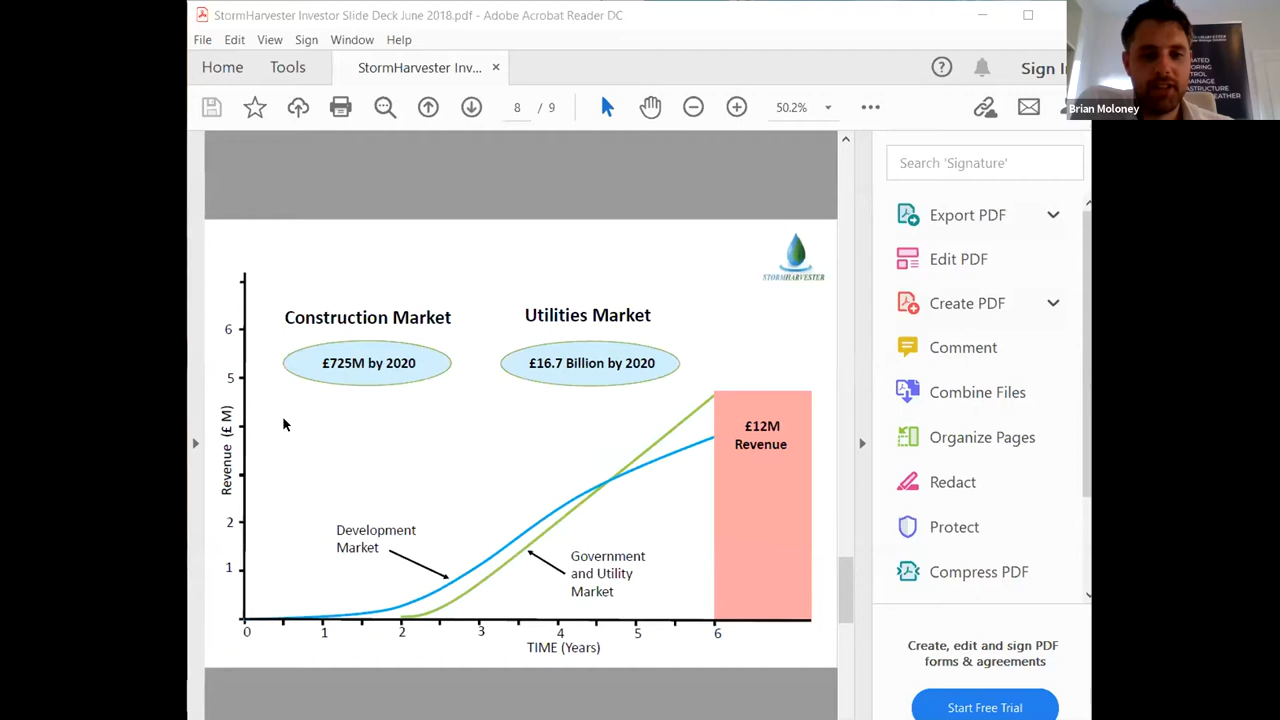 StormHarvester Investor Slide Deck June 2018.pdf - Adobe Acrobat Reader DC
File Edit View Sign Window Help
Home Tools StormHarvester Inv... ×
Sign In
8 / 9 50.2%
Brian Moloney
Search 'Signature'
Export PDF
Edit PDF
Create PDF
Comment
Combine Files
Organize Pages
Redact
Protect
Compress PDF
Create, edit and sign PDF
forms & agreements
Start Free Trial
STORMHARVESTER
Construction Market
£725M by 2020
Utilities Market
£16.7 Billion by 2020
Revenue (£ M)
6
5
2
1
£12M
Revenue
Development
Market
Government
and Utility
Market
0 1 2 3 4 5 6
TIME (Years)